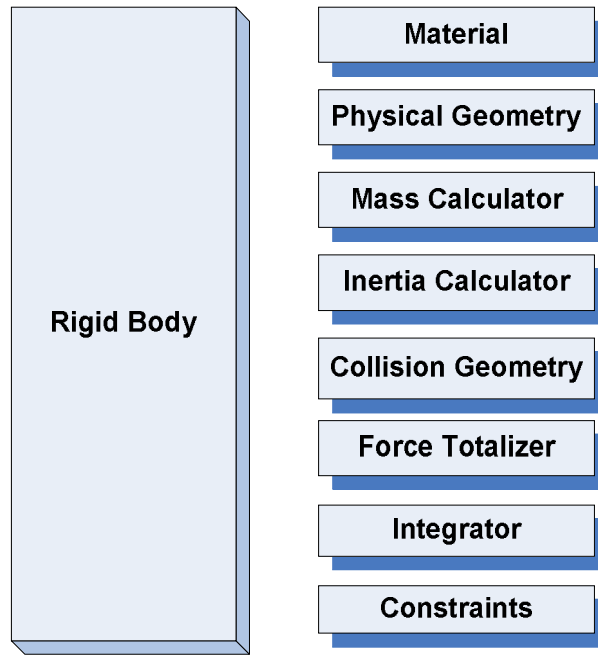 Rigid Body
Material
Physical Geometry
Mass Calculator
Inertia Calculator
Collision Geometry
Force Totalizer
Integrator
Constraints